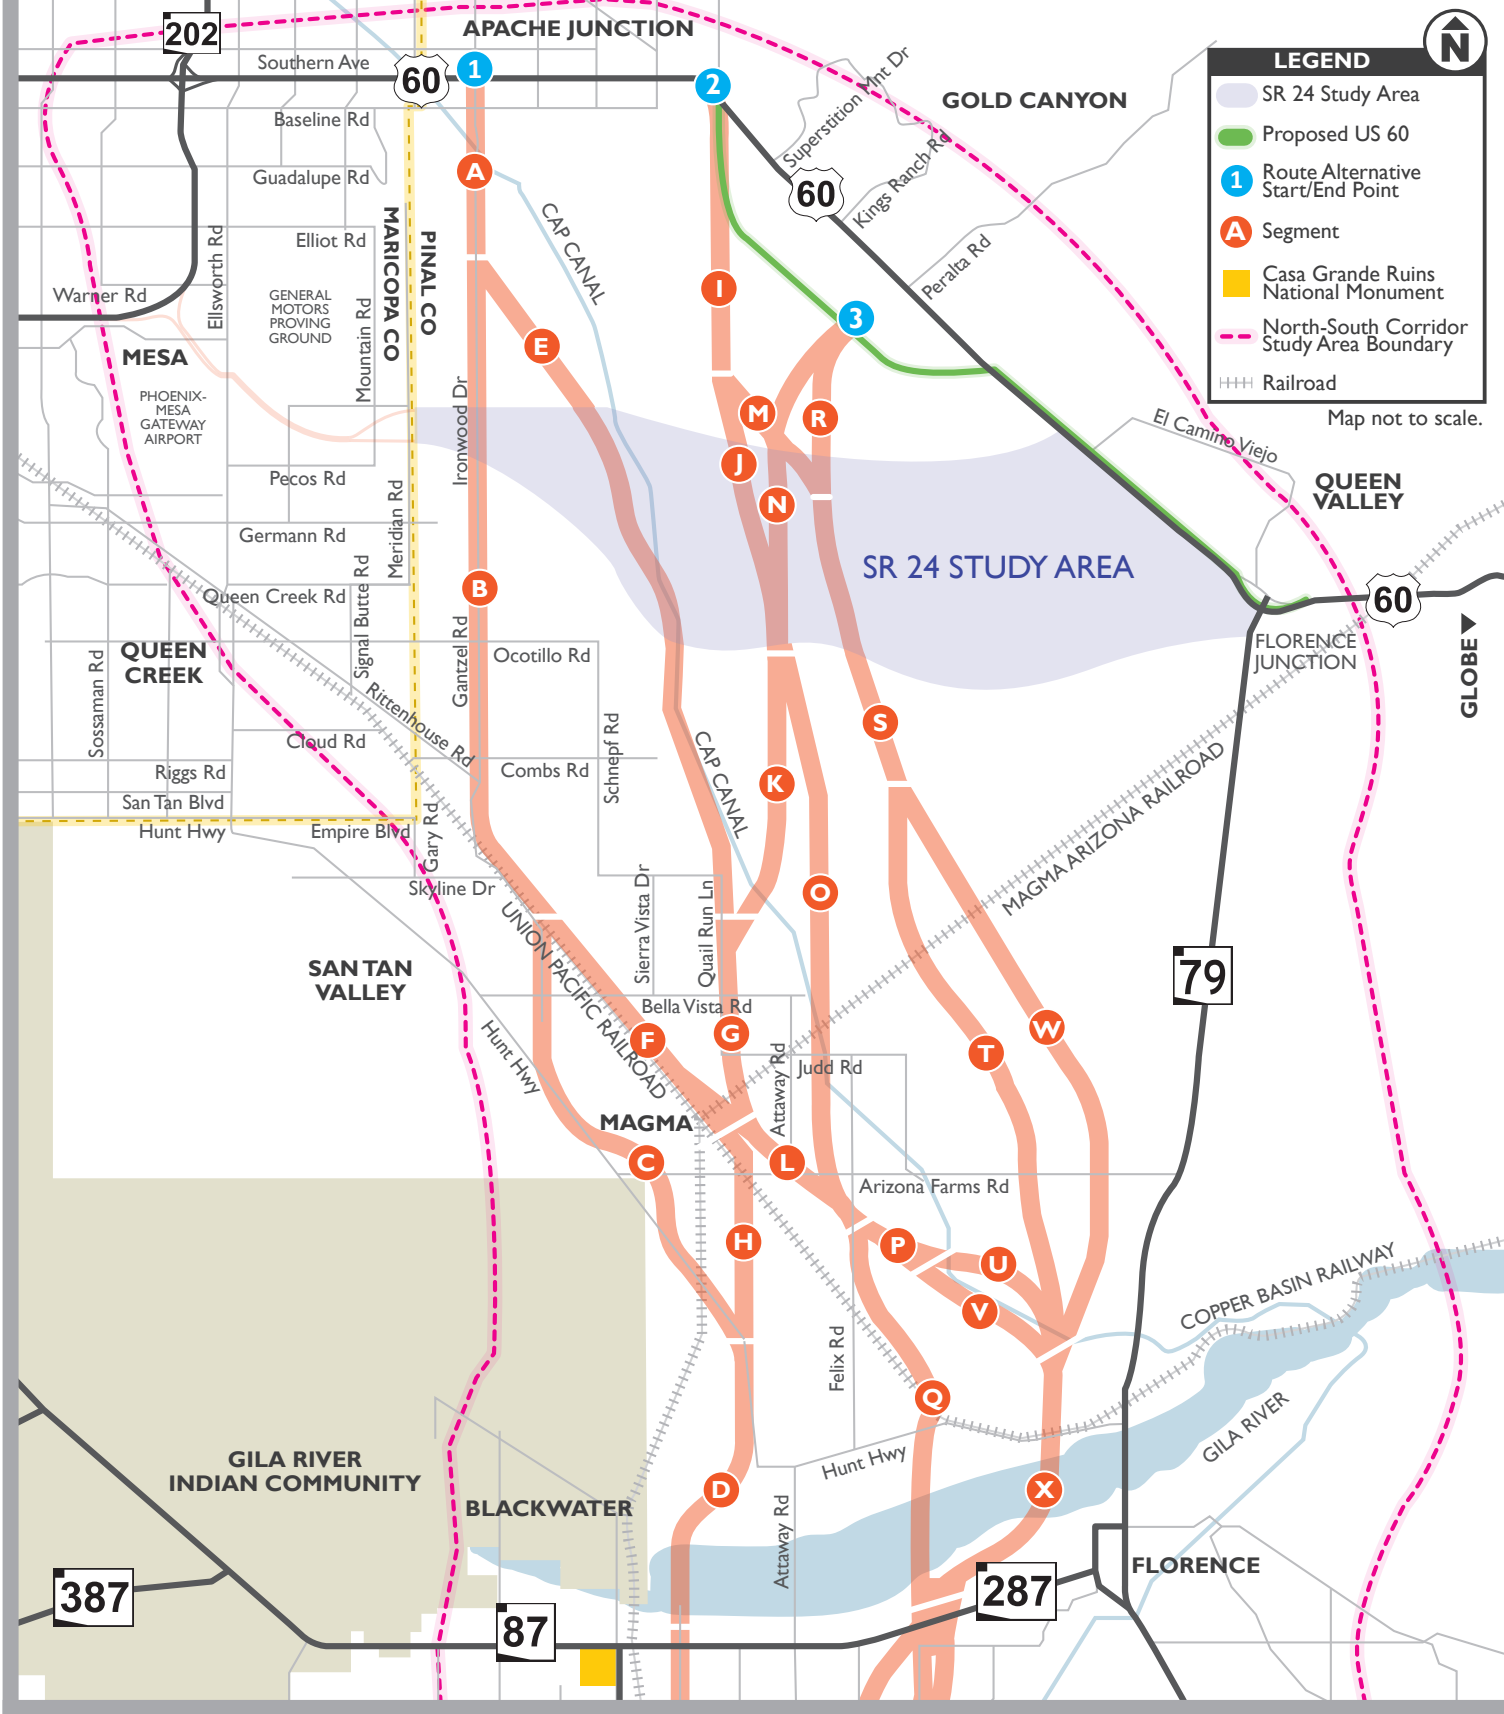 202
APACHE JUNCTION
Southern Ave
60
1
2
Baseline Rd
Superstition Mnt Dr
GOLD CANYON
N
LEGEND
SR 24 Study Area
Proposed US 60
1
Route Alternative
Start/End Point
A
Segment
Casa Grande Ruins
National Monument
North-South Corridor
Study Area Boundary
Railroad
Map not to scale.
Guadalupe Rd
A
60
Kings Ranch Rd
CAP CANAL
Elliot Rd
MARICOPA CO
PINAL CO
Ellsworth Rd
Peralta Rd
Warner Rd
GENERAL
MOTORS
PROVING
GROUND
Mountain Rd
I
3
E
MESA
PHOENIX-
MESA
GATEWAY
AIRPORT
Ironwood Dr
M
R
El Camino Viejo
J
Pecos Rd
N
QUEEN
VALLEY
Meridian Rd
Germann Rd
SR 24 STUDY AREA
B
Queen Creek Rd
Signal Butte Rd
60
QUEEN
CREEK
Sossaman Rd
Gantzel Rd
Ocotillo Rd
FLORENCE
JUNCTION
GLOBE
Rittenhouse Rd
S
Cloud Rd
Schnepf Rd
CAP CANAL
Riggs Rd
Combs Rd
K
San Tan Blvd
Hunt Hwy
Empire Blvd
Gary Rd
MAGMA ARIZONA RAILROAD
Skyline Dr
Sierra Vista Dr
Quail Run Ln
O
UNION PACIFIC RAILROAD
SAN TAN
VALLEY
79
Bella Vista Rd
Hunt Hwy
F
G
W
T
Attaway Rd
Judd Rd
MAGMA
C
L
Arizona Farms Rd
H
P
U
V
COPPER BASIN RAILWAY
Felix Rd
Q
GILA RIVER
GILA RIVER
INDIAN COMMUNITY
Hunt Hwy
D
X
BLACKWATER
Attaway Rd
FLORENCE
387
287
87